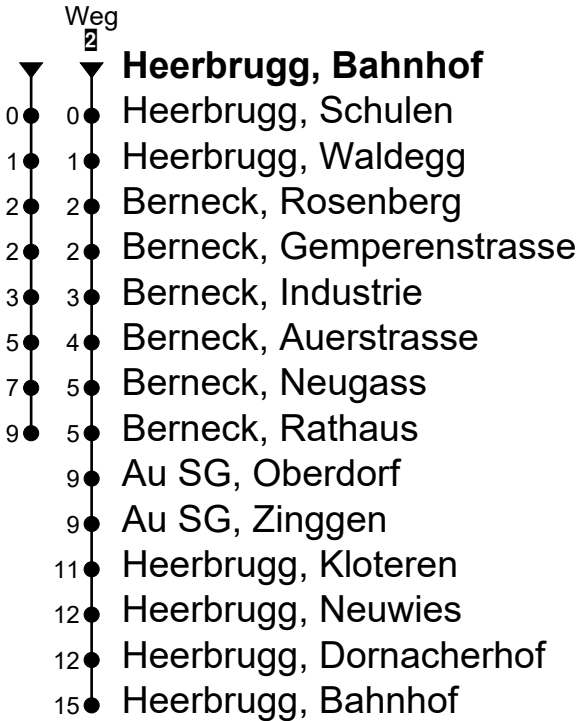 Weg
2
Heerbrugg, Bahnhof
0 0 Heerbrugg, Schulen
1 1 Heerbrugg, Waldegg
2 2 Berneck, Rosenberg
2 2 Berneck, Gemperenstrasse
3 3 Berneck, Industrie
5 4 Berneck, Auerstrasse
7 5 Berneck, Neugass
9 5 Berneck, Rathaus
9 Au SG, Oberdorf
9 Au SG, Zinggen
11 Heerbrugg, Kloteren
12 Heerbrugg, Neuwies
12 Heerbrugg, Dornacherhof
15 Heerbrugg, Bahnhof